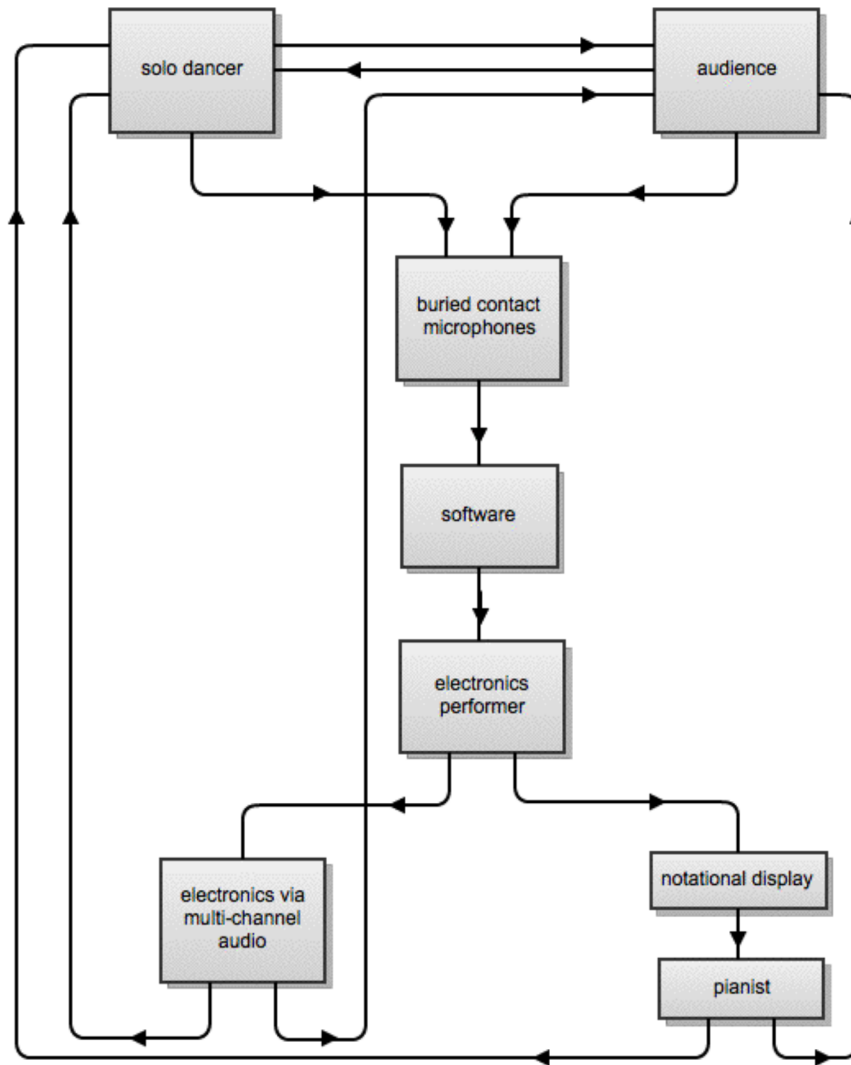 solo dancer
audience
buried contact
microphones
software
electronics
performer
electronics via
multi-channel
audio
notational display
pianist